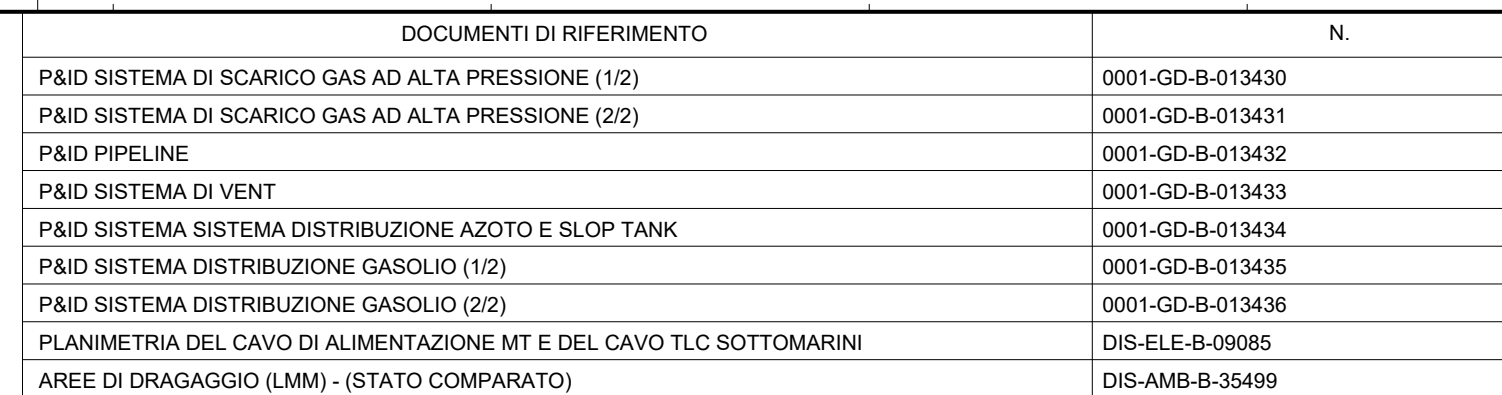 DOCUMENTI DI RIFERIMENTO N.
P&ID SISTEMA DI SCARICO GAS AD ALTA PRESSIONE (1/2) 0001-GD-B-013430
P&ID SISTEMA DI SCARICO GAS AD ALTA PRESSIONE (2/2) 0001-GD-B-013431
P&ID PIPELINE 0001-GD-B-013432
P&ID SISTEMA DI VENT 0001-GD-B-013433
P&ID SISTEMA SISTEMA DISTRIBUZIONE AZOTO E SLOP TANK 0001-GD-B-013434
P&ID SISTEMA DISTRIBUZIONE GASOLIO (1/2) 0001-GD-B-013435
P&ID SISTEMA DISTRIBUZIONE GASOLIO (2/2) 0001-GD-B-013436
PLANIMETRIA DEL CAVO DI ALIMENTAZIONE MT E DEL CAVO TLC SOTTOMARINI DIS-ELE-B-09085
AREE DI DRAGAGGIO (LMM) - (STATO COMPARATO) DIS-AMB-B-35499